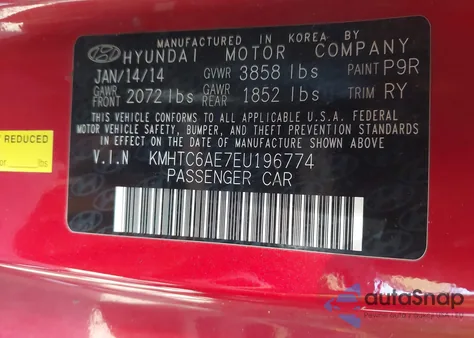 MANUFACTURED IN KOREA BY
HYUNDAI MOTOR COMPANY
JAN/14/14 GVWR 3858 lbs PAINT P9R
GAWR FRONT 2072 lbs GAWR REAR 1852 lbs TRIM RY
THIS VEHICLE CONFORMS TO ALL APPLICABLE FEDERAL
MOTOR VEHICLE SAFETY, BUMPER, AND THEFT PREVENTION STANDARD
IN EFFECT ON THE DATE OF MANUFACTURE SHOWN ABOVE.
V.I.N KMHTC6AE7EU196774
PASSENGER CAR
REDUCED
lbs
autoSnap